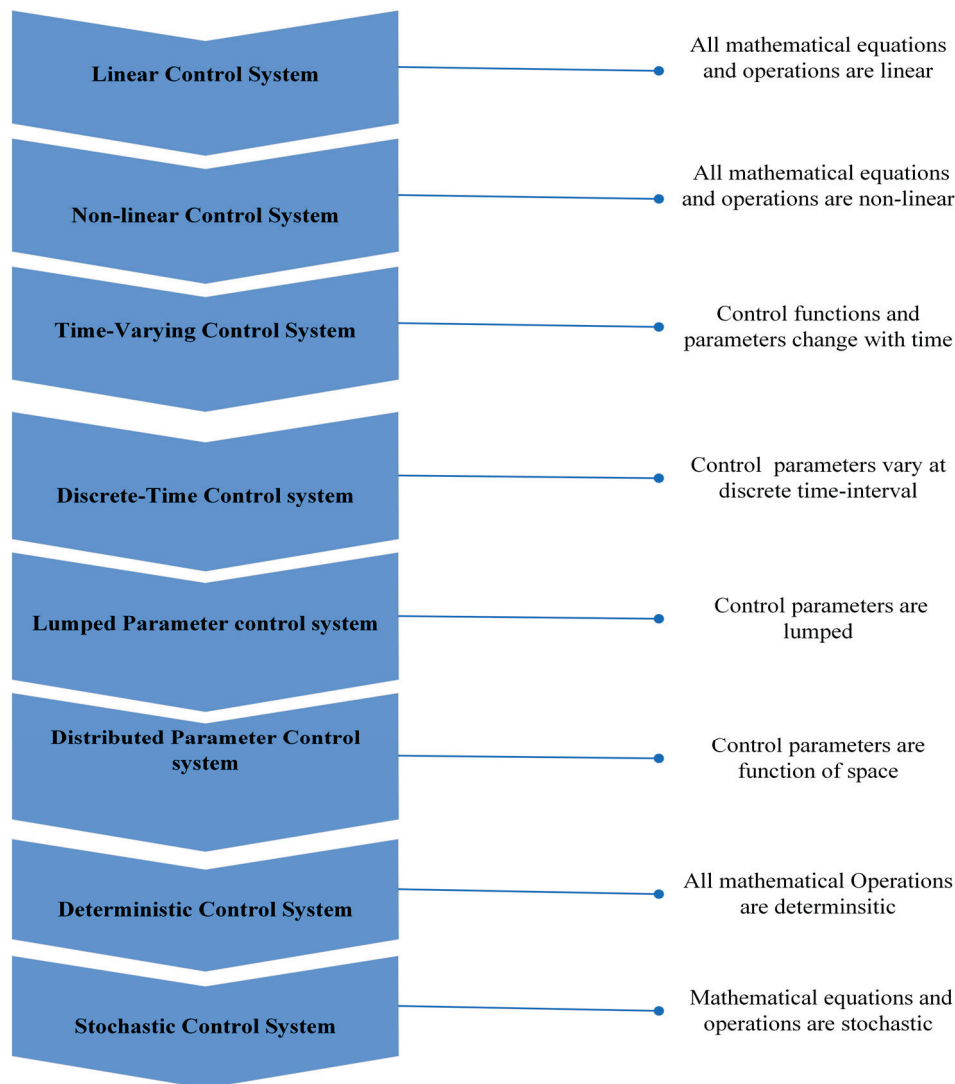 Linear Control System
All mathematical equations
and operations are linear
Non-linear Control System
All mathematical equations
and operations are non-linear
Time-Varying Control System
Control functions and
parameters change with time
Discrete-Time Control system
Control parameters vary at
discrete time-interval
Lumped Parameter control system
Control parameters are
lumped
Distributed Parameter Control
system
Control parameters are
function of space
Deterministic Control System
All mathematical Operations
are determinsitic
Stochastic Control System
Mathematical equations and
operations are stochastic